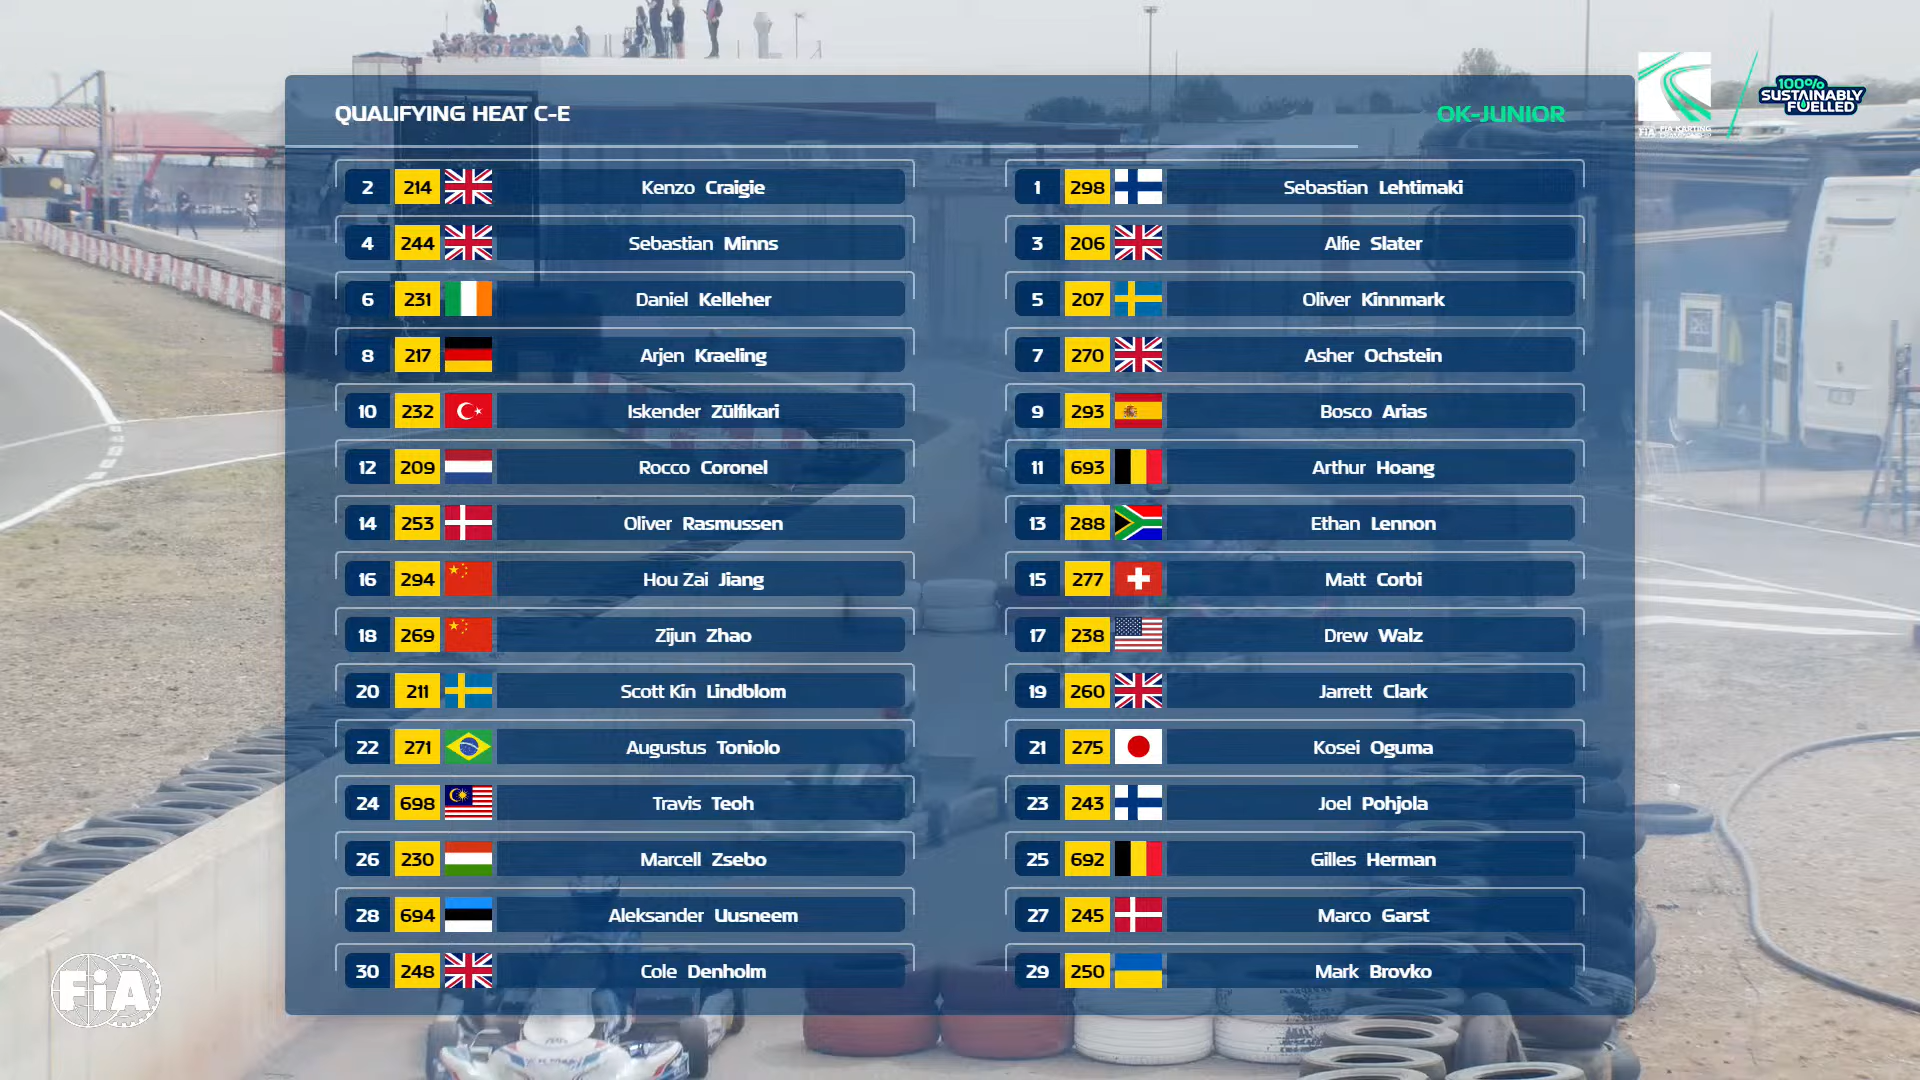 QUALIFYING HEAT C-E
OK-JUNIOR
100%
SUSTAINABLY
FUELLED
FIA FIA KARTING
2 214 Kenzo Craigie
1 298 Sebastian Lehtimaki
4 244 Sebastian Minns
3 206 Alfie Slater
6 231 Daniel Kelleher
5 207 Oliver Kinnmark
8 217 Arjen Kraeling
7 270 Asher Ochstein
10 232 Iskender Zülfikari
9 293 Bosco Arias
12 209 Rocco Coronel
11 693 Arthur Hoang
14 253 Oliver Rasmussen
13 288 Ethan Lennon
16 294 Hou Zai Jiang
15 277 Matt Corbi
18 269 Zijun Zhao
17 238 Drew Walz
20 211 Scott Kin Lindblom
19 260 Jarrett Clark
22 271 Augustus Toniolo
21 275 Kosei Oguma
24 698 Travis Teoh
23 243 Joel Pohjola
26 230 Marcell Zsebo
25 692 Gilles Herman
28 694 Aleksander Uusneem
27 245 Marco Garst
30 248 Cole Denholm
29 250 Mark Brovko
FIA